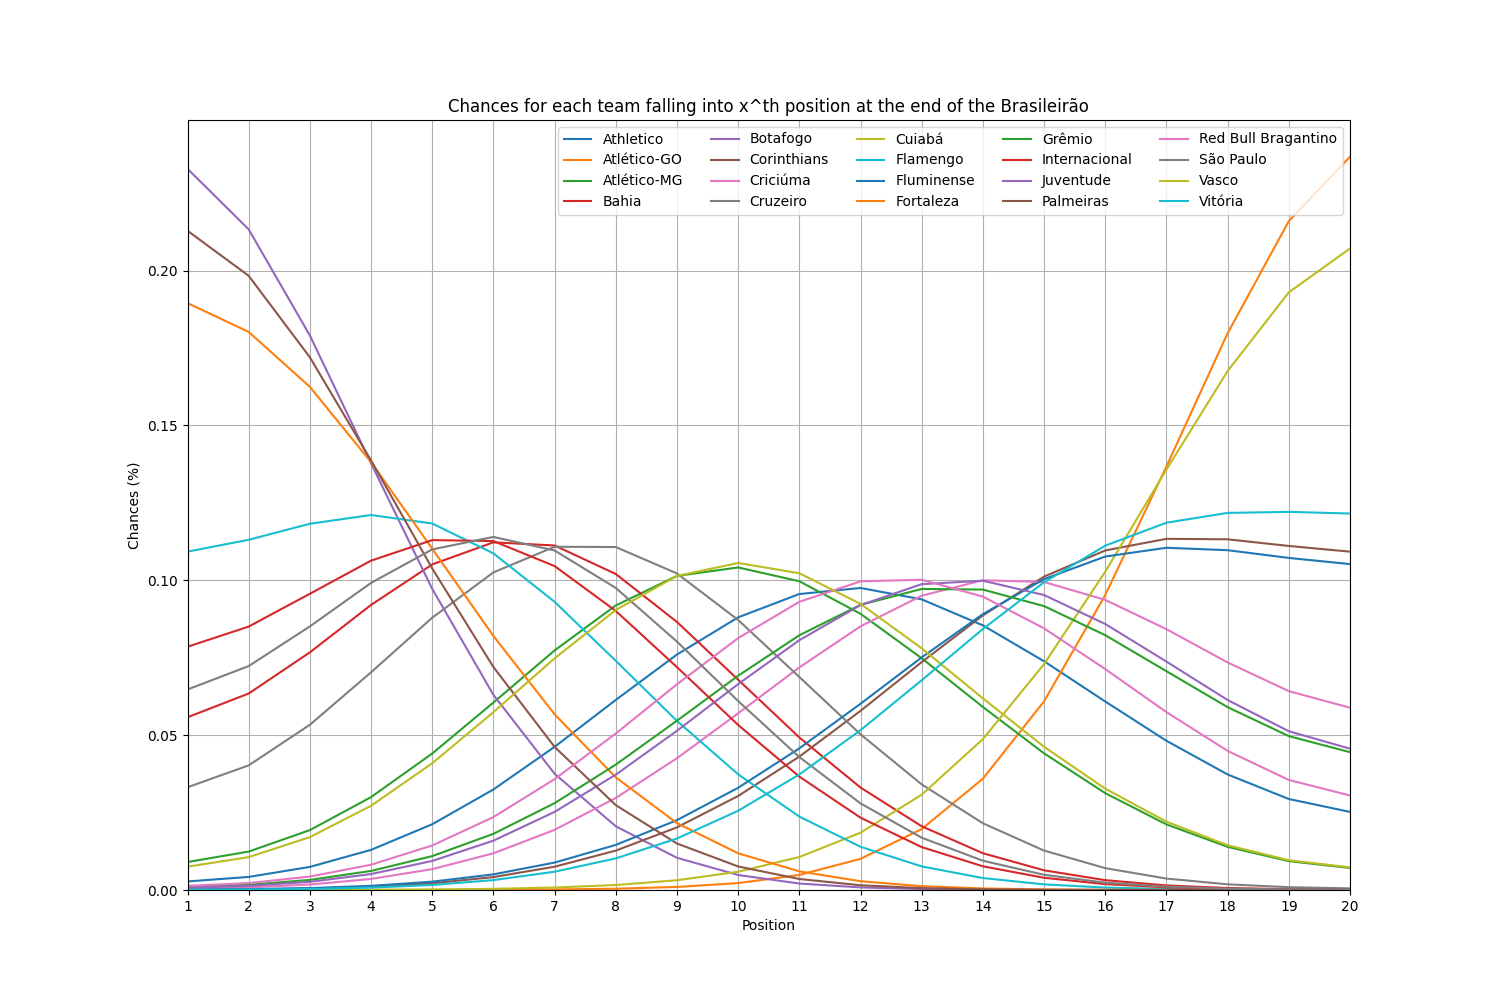 Chances for each team falling into x^th position at the end of the Brasileirão
Athletico Botafogo Cuiabá Grêmio Red Bull Bragantino
Atlético-GO Corinthians Flamengo Internacional São Paulo
Atlético-MG Criciúma Fluminense Juventude Vasco
Bahia Cruzeiro Fortaleza Palmeiras Vitória
Chances (%)
0.20
0.15
0.10
0.05
0.00
1 2 3 4 5 6 7 8 9 10 11 12 13 14 15 16 17 18 19 20
Position